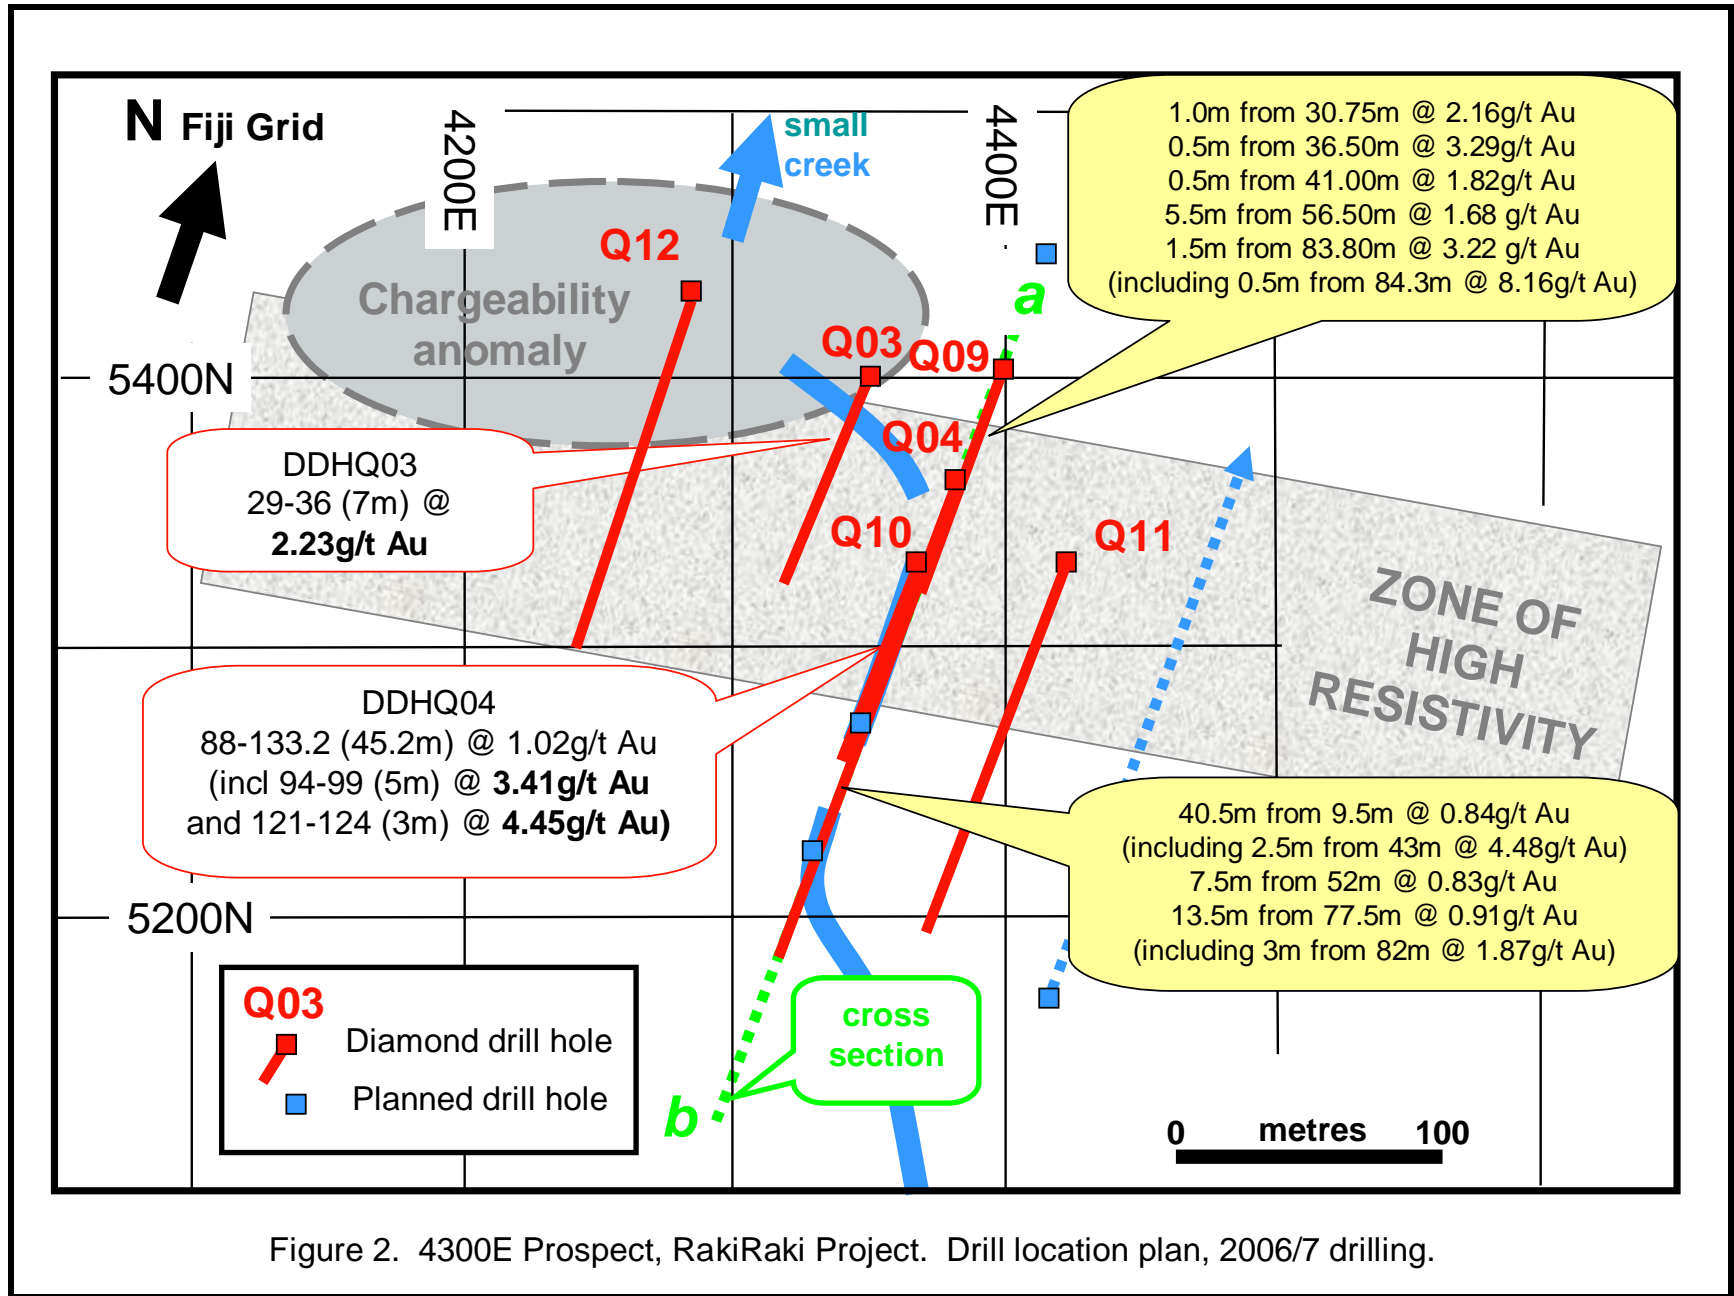 N Fiji Grid
4200E
small
creek
4400E
1.0m from 30.75m @ 2.16g/t Au
0.5m from 36.50m @ 3.29g/t Au
0.5m from 41.00m @ 1.82g/t Au
5.5m from 56.50m @ 1.68 g/t Au
1.5m from 83.80m @ 3.22 g/t Au
(including 0.5m from 84.3m @ 8.16g/t Au)
Q12
Chargeability
anomaly
a
Q03
Q09
5400N
Q04
DDHQ03
29-36 (7m) @
2.23g/t Au
Q10
Q11
ZONE OF
HIGH
RESISTIVITY
DDHQ04
88-133.2 (45.2m) @ 1.02g/t Au
(incl 94-99 (5m) @ 3.41g/t Au
and 121-124 (3m) @ 4.45g/t Au)
40.5m from 9.5m @ 0.84g/t Au
(including 2.5m from 43m @ 4.48g/t Au)
7.5m from 52m @ 0.83g/t Au
13.5m from 77.5m @ 0.91g/t Au
(including 3m from 82m @ 1.87g/t Au)
5200N
Q03
Diamond drill hole
Planned drill hole
cross
section
b
0 metres 100
Figure 2. 4300E Prospect, RakiRaki Project. Drill location plan, 2006/7 drilling.